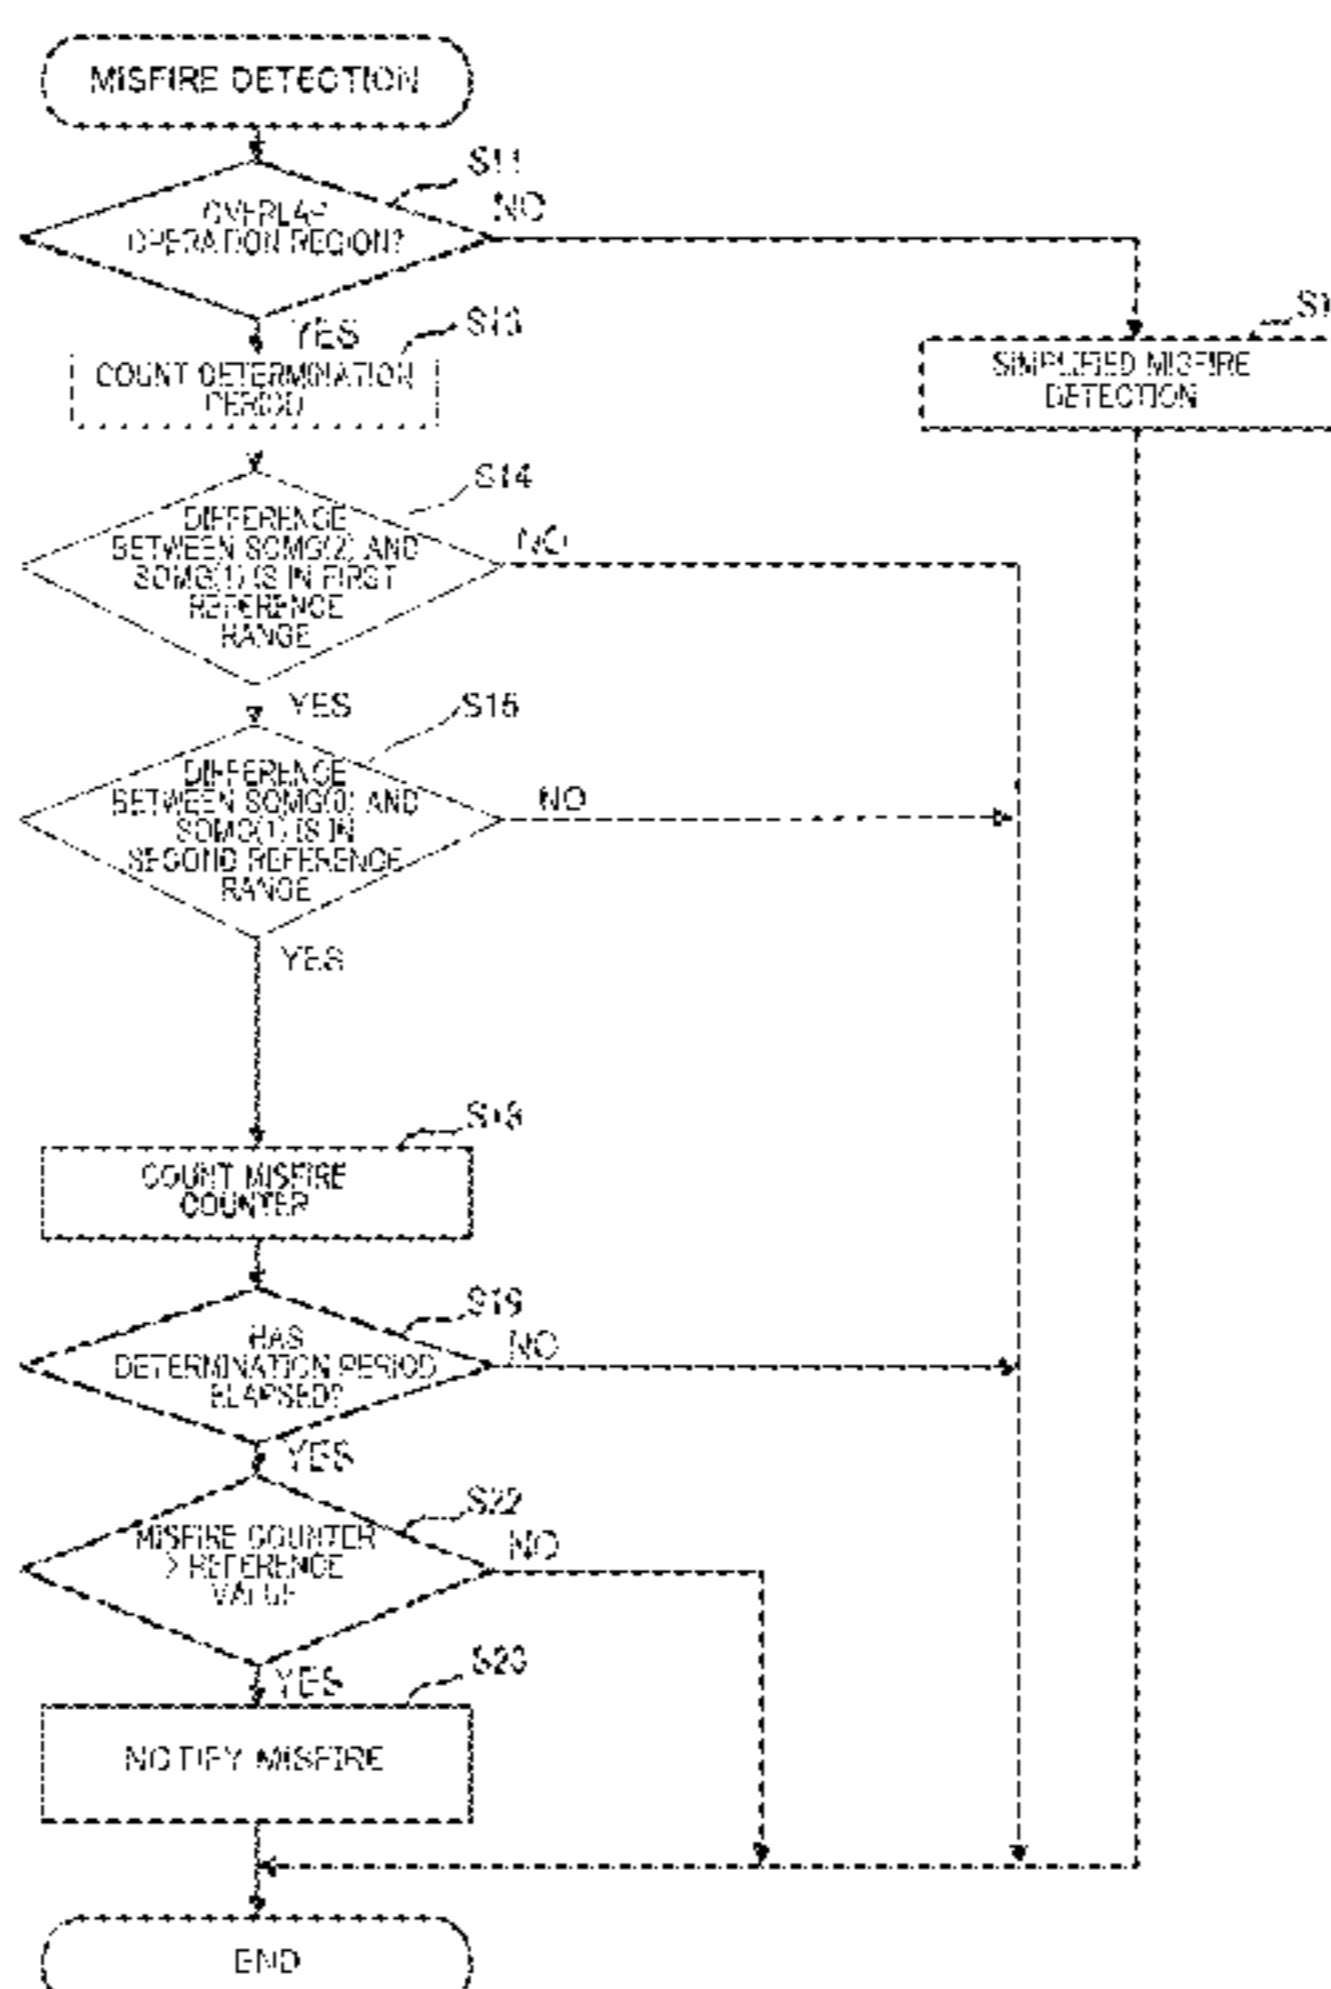 MISFIRE DETECTION
S11
OVERLAP
OPERATION REGION?
NO
YES
S13
COUNT DETERMINATION
PERIOD
SIMPLIFIED MISFIRE
DETECTION
S14
DIFFERENCE
BETWEEN SOMG(2) AND
SOMG(1) IS IN FIRST
REFERENCE
RANGE
NO
YES
S15
DIFFERENCE
BETWEEN SOMG(0) AND
SOMG(1) IS IN
SECOND REFERENCE
RANGE
NO
YES
S18
COUNT MISFIRE
COUNTER
S19
HAS
DETERMINATION PERIOD
ELAPSED?
NO
YES
S22
MISFIRE COUNTER
> REFERENCE
VALUE
NO
YES
S23
NOTIFY MISFIRE
END